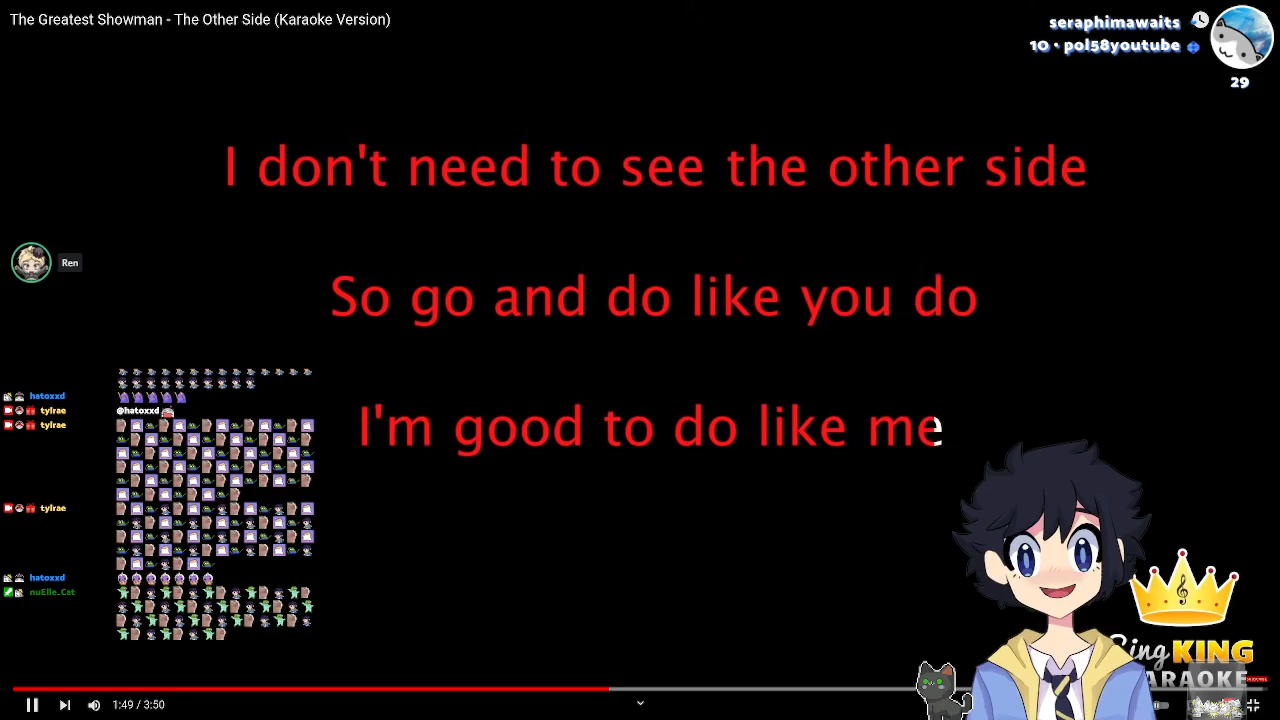 The Greatest Showman - The Other Side (Karaoke Version)
seraphimawaits
10 • pol58youtube
29
I don't need to see the other side
So go and do like you do
I'm good to do like me
Ren
hatoxxd
tylrae @hatoxxd
tylrae
tylrae
hatoxxd
nuElle_Cat
Sing KING
KARAOKE
1:49 / 3:50